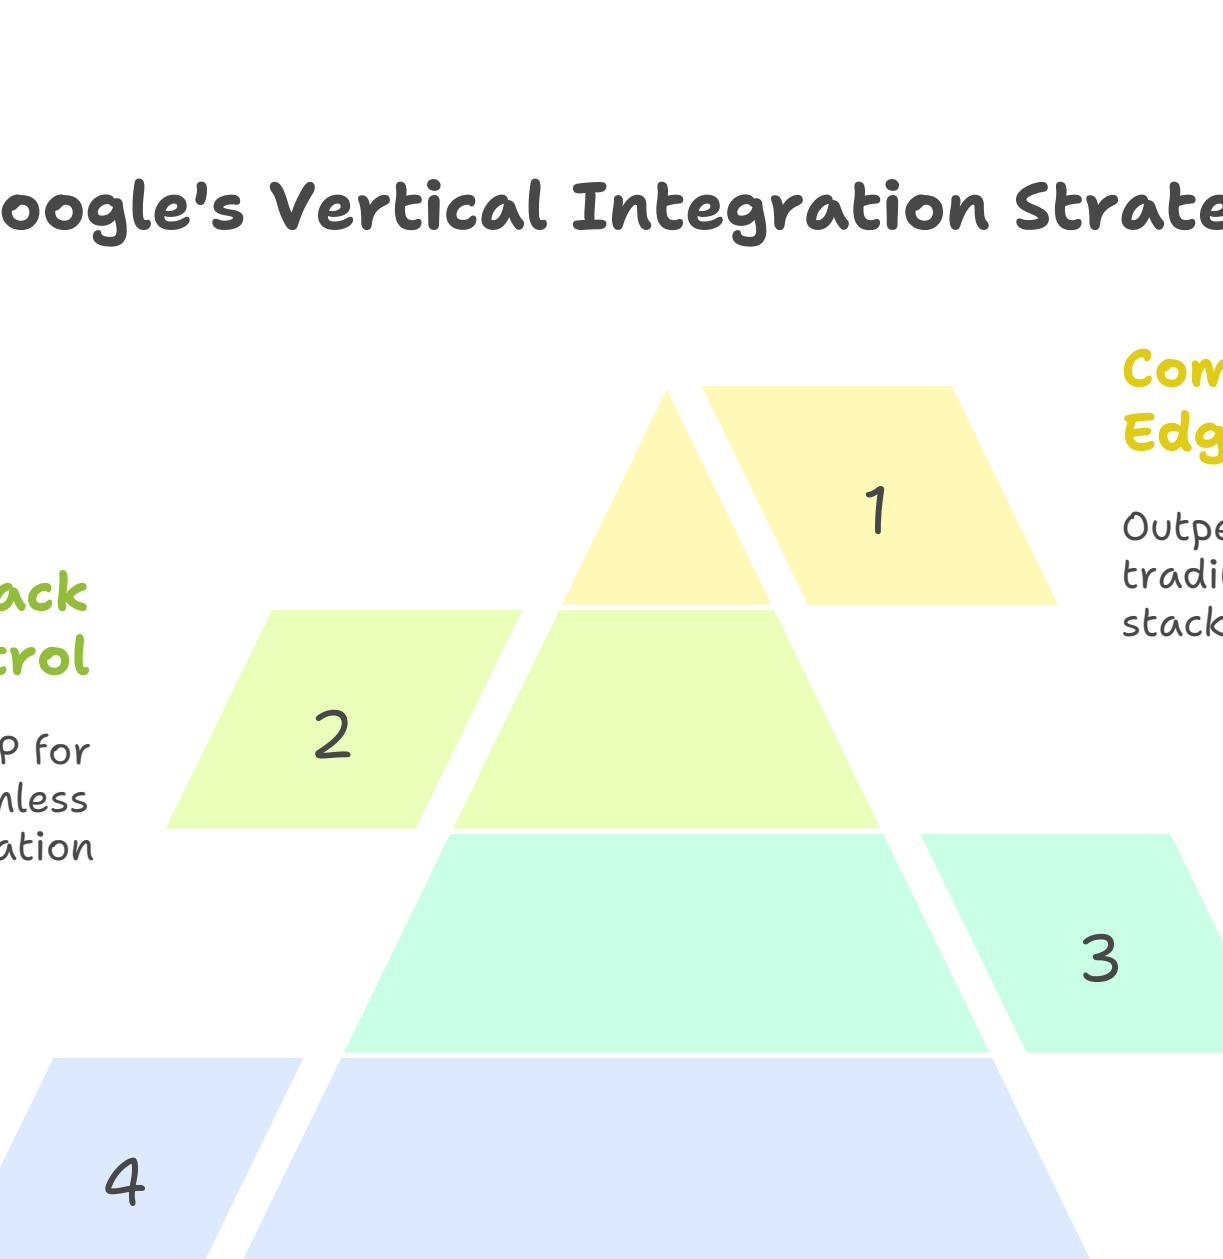 oogle's Vertical Integration Strate
Com
Edg
1
Outpe
tradi
stack
ack
trol
2
P for
nless
ation
3
4